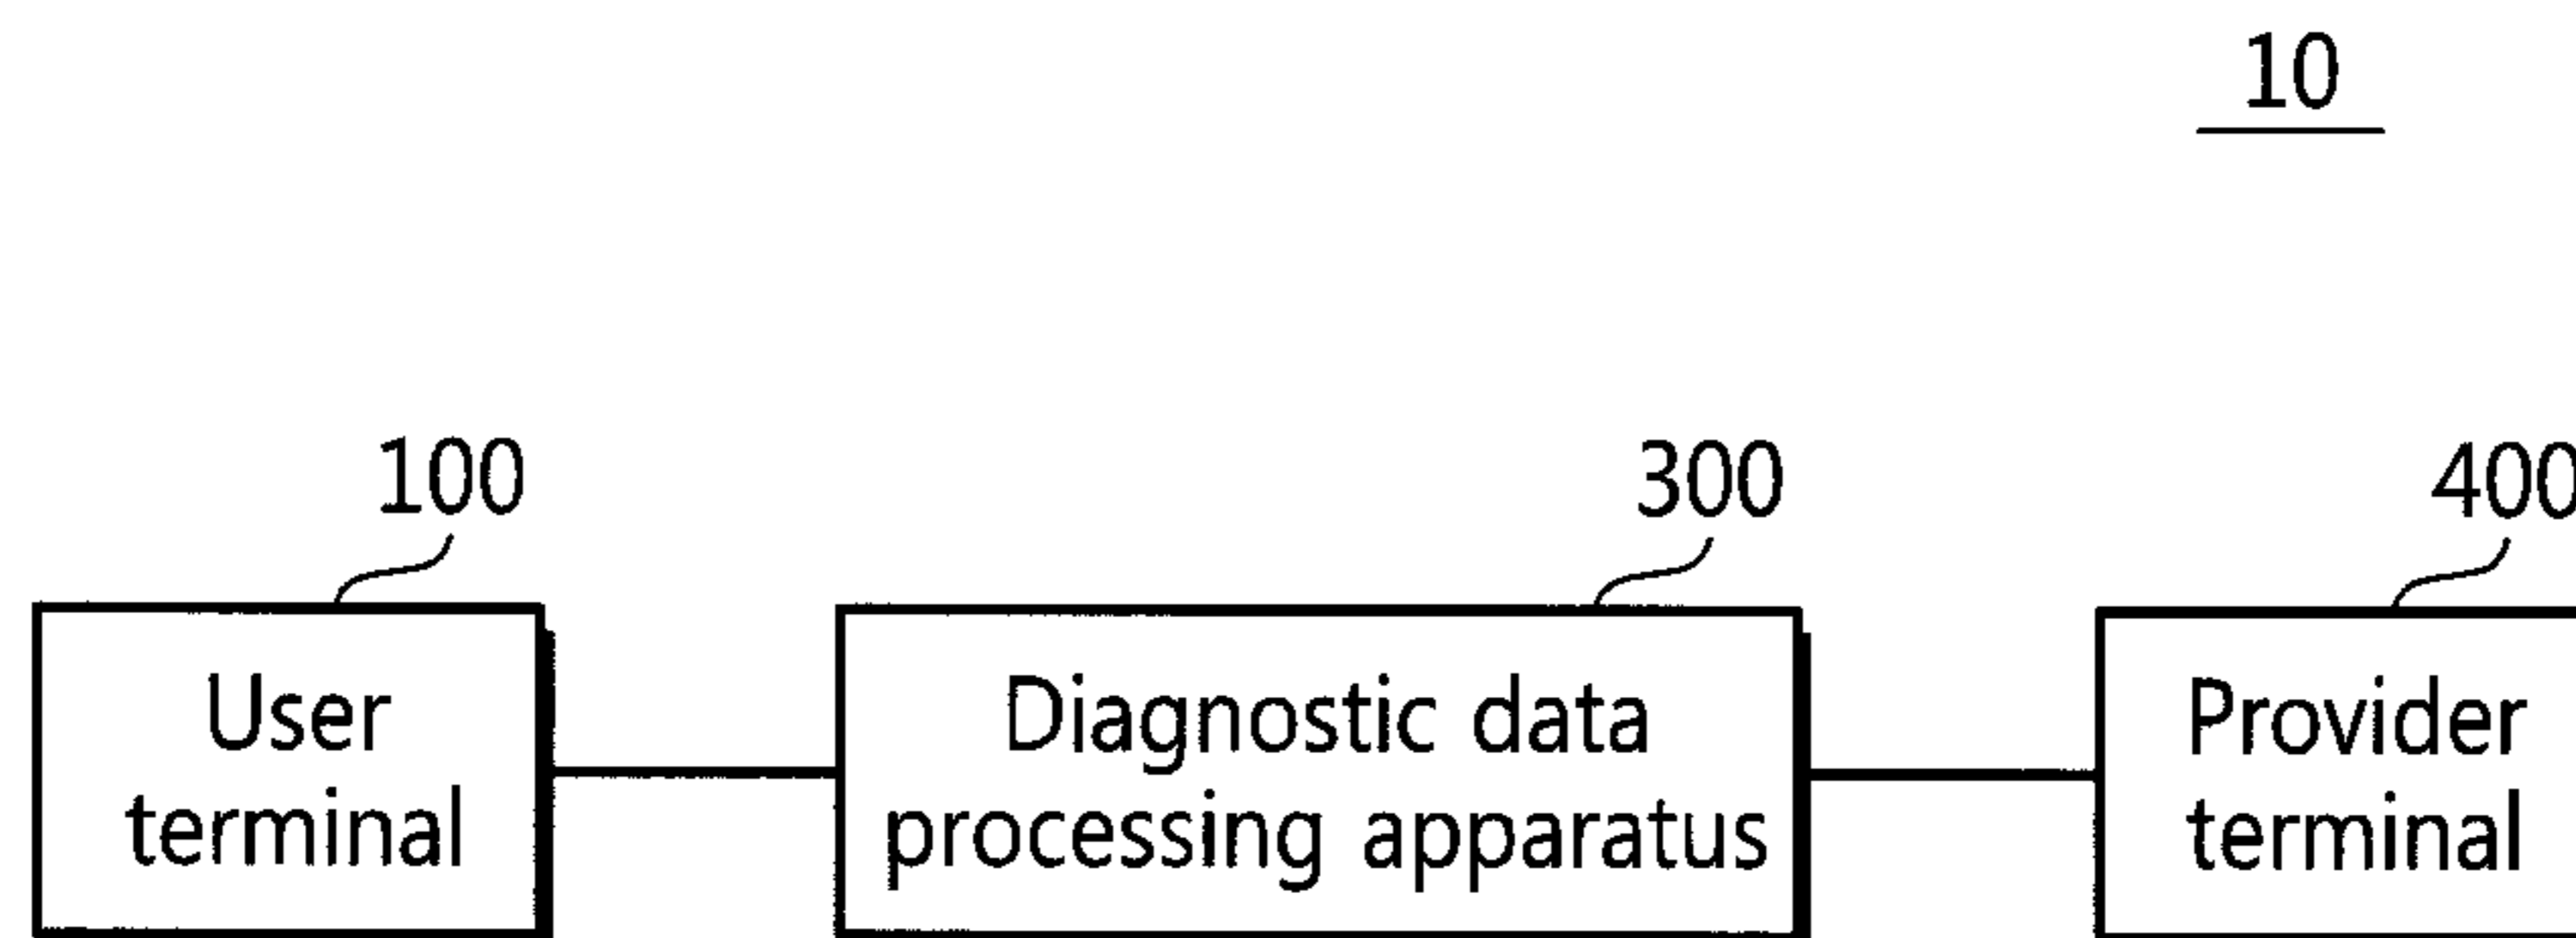 10
100
300
400
User
terminal
Diagnostic data
processing apparatus
Provider
terminal